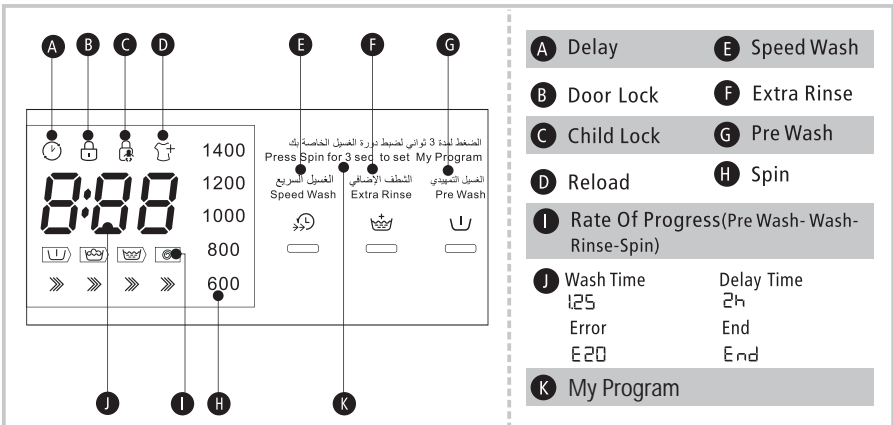 A B C D E F G
الضغط لمدة 3 ثواني لضبط دورة الغسيل الخاصة بك
Press Spin for 3 sec to set My Program
الغسيل السريع الشطف الإضافي الغسيل التمهيدي
Speed Wash Extra Rinse Pre Wash
1400
1200
1000
800
600
8:88
J I H K
A Delay E Speed Wash
B Door Lock F Extra Rinse
C Child Lock G Pre Wash
D Reload H Spin
I Rate Of Progress(Pre Wash- Wash-
Rinse-Spin)
J Wash Time Delay Time
1.25 2h
Error End
E20 End
K My Program